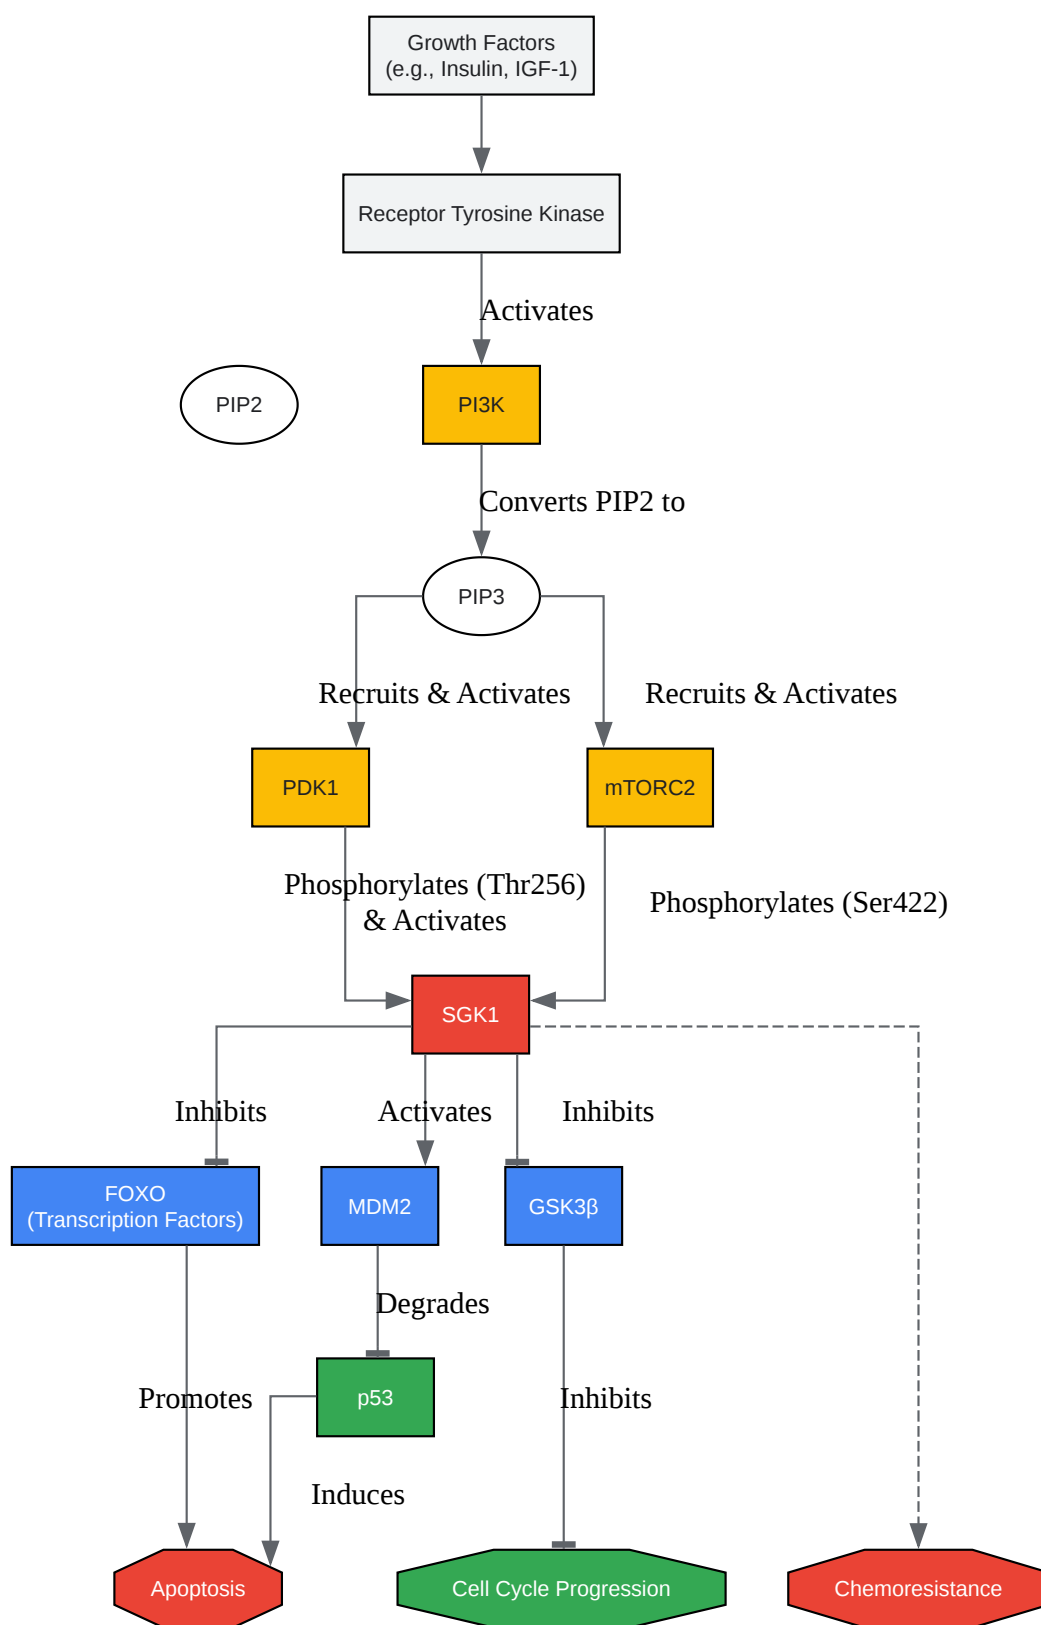 Growth Factors
(e.g., Insulin, IGF-1)
Receptor Tyrosine Kinase
Activates
PIP2
PI3K
Converts PIP2 to
PIP3
Recruits & Activates
Recruits & Activates
PDK1
mTORC2
Phosphorylates (Thr256)
& Activates
Phosphorylates (Ser422)
SGK1
Inhibits
Activates
Inhibits
FOXO
(Transcription Factors)
MDM2
GSK3β
Degrades
Promotes
p53
Inhibits
Induces
Apoptosis
Cell Cycle Progression
Chemoresistance